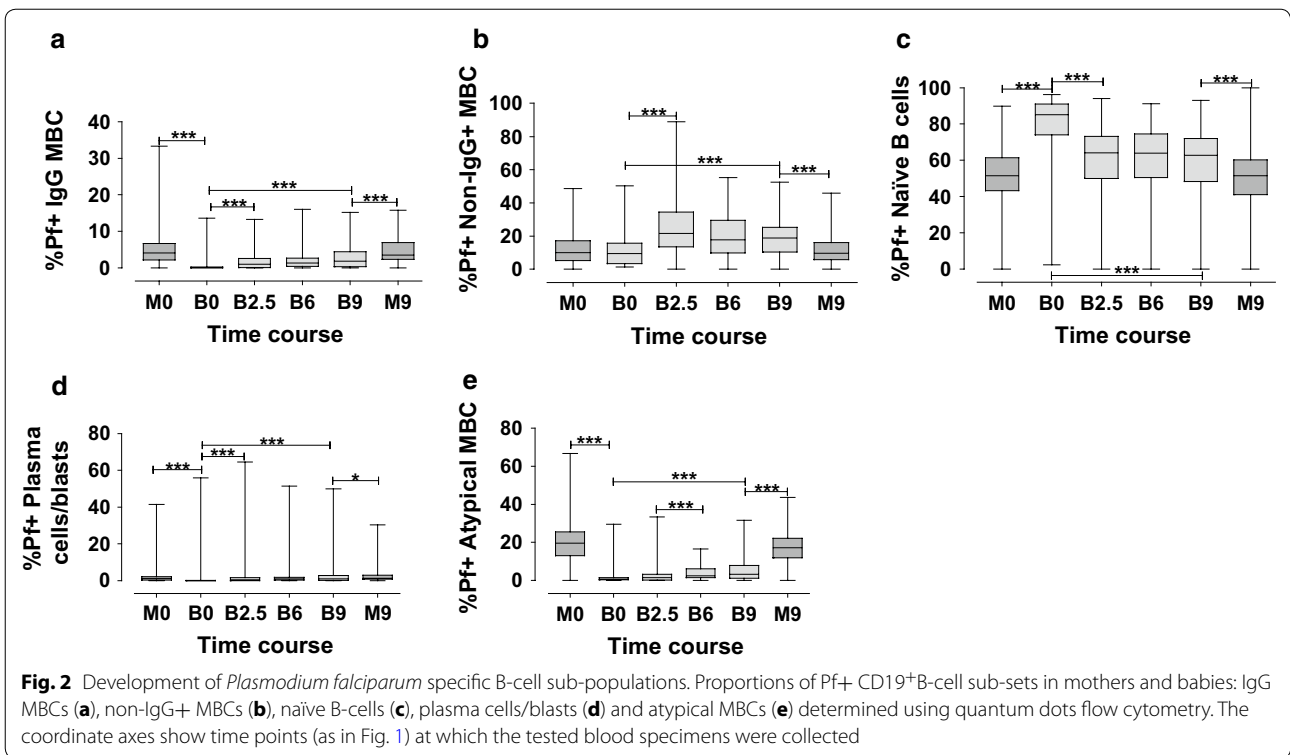 a
%Pf+ IgG MBC
40
30
20
10
0
***
***
***
***
M0 B0 B2.5 B6 B9 M9
Time course
b
%Pf+ Non-IgG+ MBC
100
80
60
40
20
0
***
***
***
M0 B0 B2.5 B6 B9 M9
Time course
c
%Pf+ Naïve B cells
100
80
60
40
20
0
***
***
***
***
M0 B0 B2.5 B6 B9 M9
Time course
d
%Pf+ Plasma
cells/blasts
80
60
40
20
0
***
***
***
*
M0 B0 B2.5 B6 B9 M9
Time course
e
%Pf+ Atypical MBC
80
60
40
20
0
***
***
***
***
M0 B0 B2.5 B6 B9 M9
Time course
Fig. 2 Development of Plasmodium falciparum specific B-cell sub-populations. Proportions of Pf+ CD19+B-cell sub-sets in mothers and babies: IgG
MBCs (a), non-IgG+ MBCs (b), naïve B-cells (c), plasma cells/blasts (d) and atypical MBCs (e) determined using quantum dots flow cytometry. The
coordinate axes show time points (as in Fig. 1) at which the tested blood specimens were collected